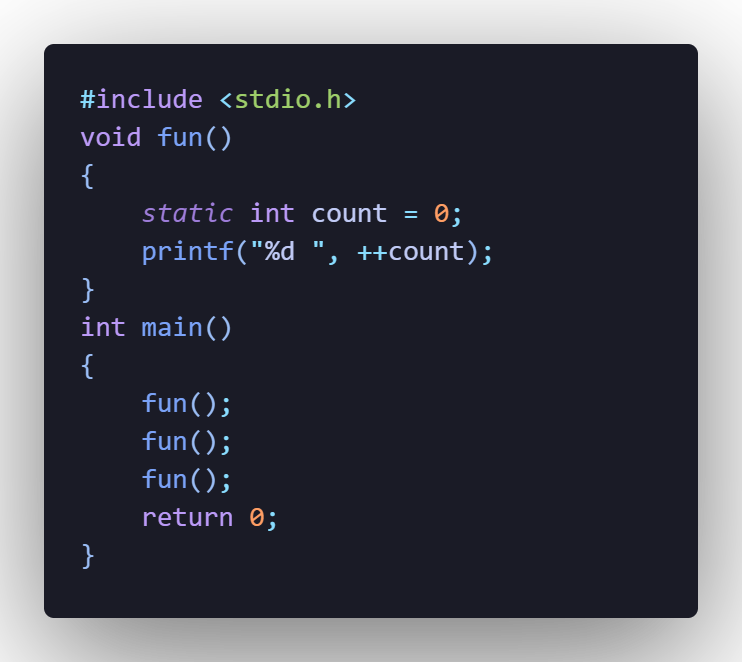 #include <stdio.h>
void fun()
{
    static int count = 0;
    printf("%d ", ++count);
}
int main()
{
    fun();
    fun();
    fun();
    return 0;
}